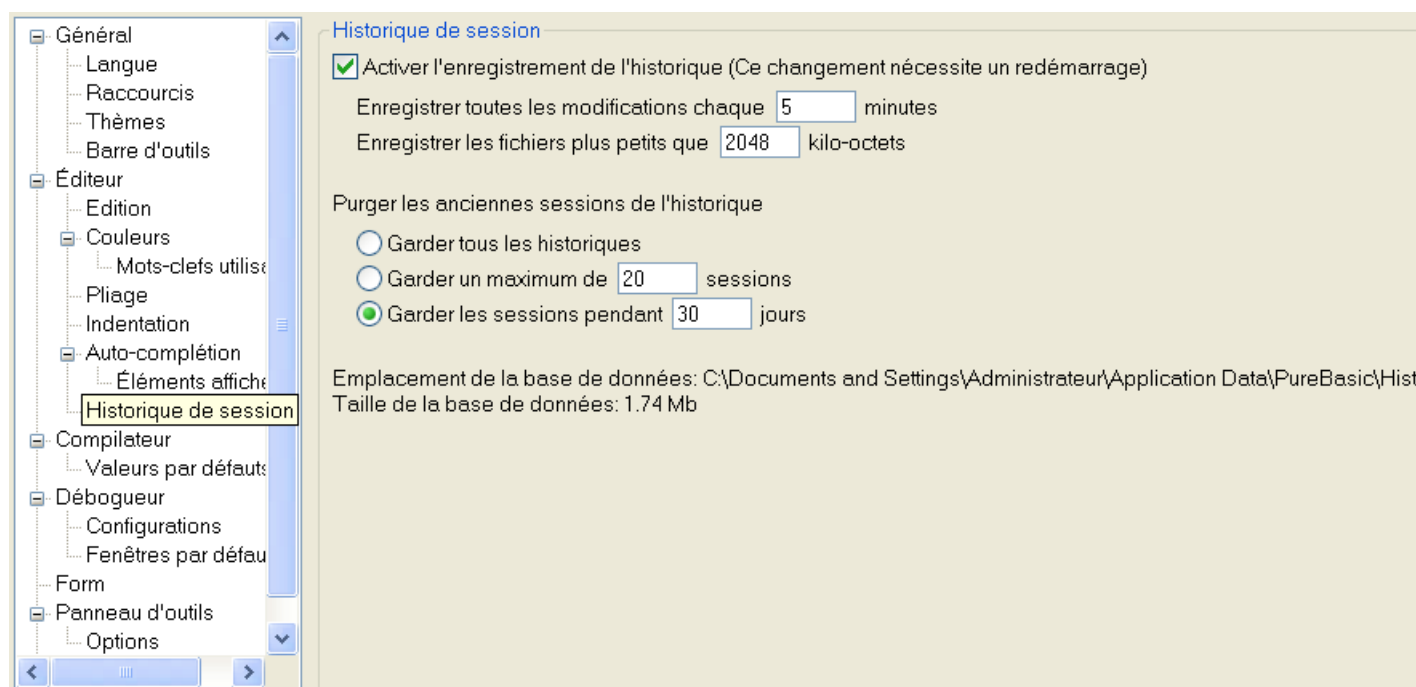 Général
Langue
Raccourcis
Thèmes
Barre d'outils
Éditeur
Edition
Couleurs
Mots-clefs
Pliage
Indentation
Auto-complétion
Éléments
Historique de session
Compilateur
Valeurs par
Débogueur
Configurations
Fenêtres par
Form
Panneau d'outils
Options
Historique de session
Activer l'enregistrement de l'historique (Ce changement nécessite un redémarrage)
Enregistrer toutes les modifications chaque 5 minutes
Enregistrer les fichiers plus petits que 2048 kilo-octets
Purger les anciennes sessions de l'historique
Garder tous les historiques
Garder un maximum de 20 sessions
Garder les sessions pendant 30 jours
Emplacement de la base de données: C:\Documents and Settings\Administrateur\Application Data\PureBasic\Hist
Taille de la base de données: 1.74 Mb